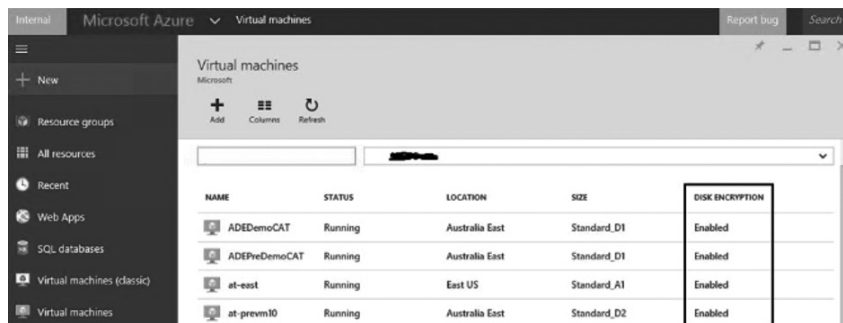 Internal Microsoft Azure Virtual machines Report bug Search
New
Resource groups
All resources
Recent
Web Apps
SQL databases
Virtual machines (classic)
Virtual machines
Virtual machines
Microsoft
Add Columns Refresh
NAME STATUS LOCATION SIZE DISK ENCRYPTION
ADEDemoCAT Running Australia East Standard_D1 Enabled
ADEPreDemoCAT Running Australia East Standard_D1 Enabled
at-east Running East US Standard_A1 Enabled
at-prevm10 Running Australia East Standard_D2 Enabled